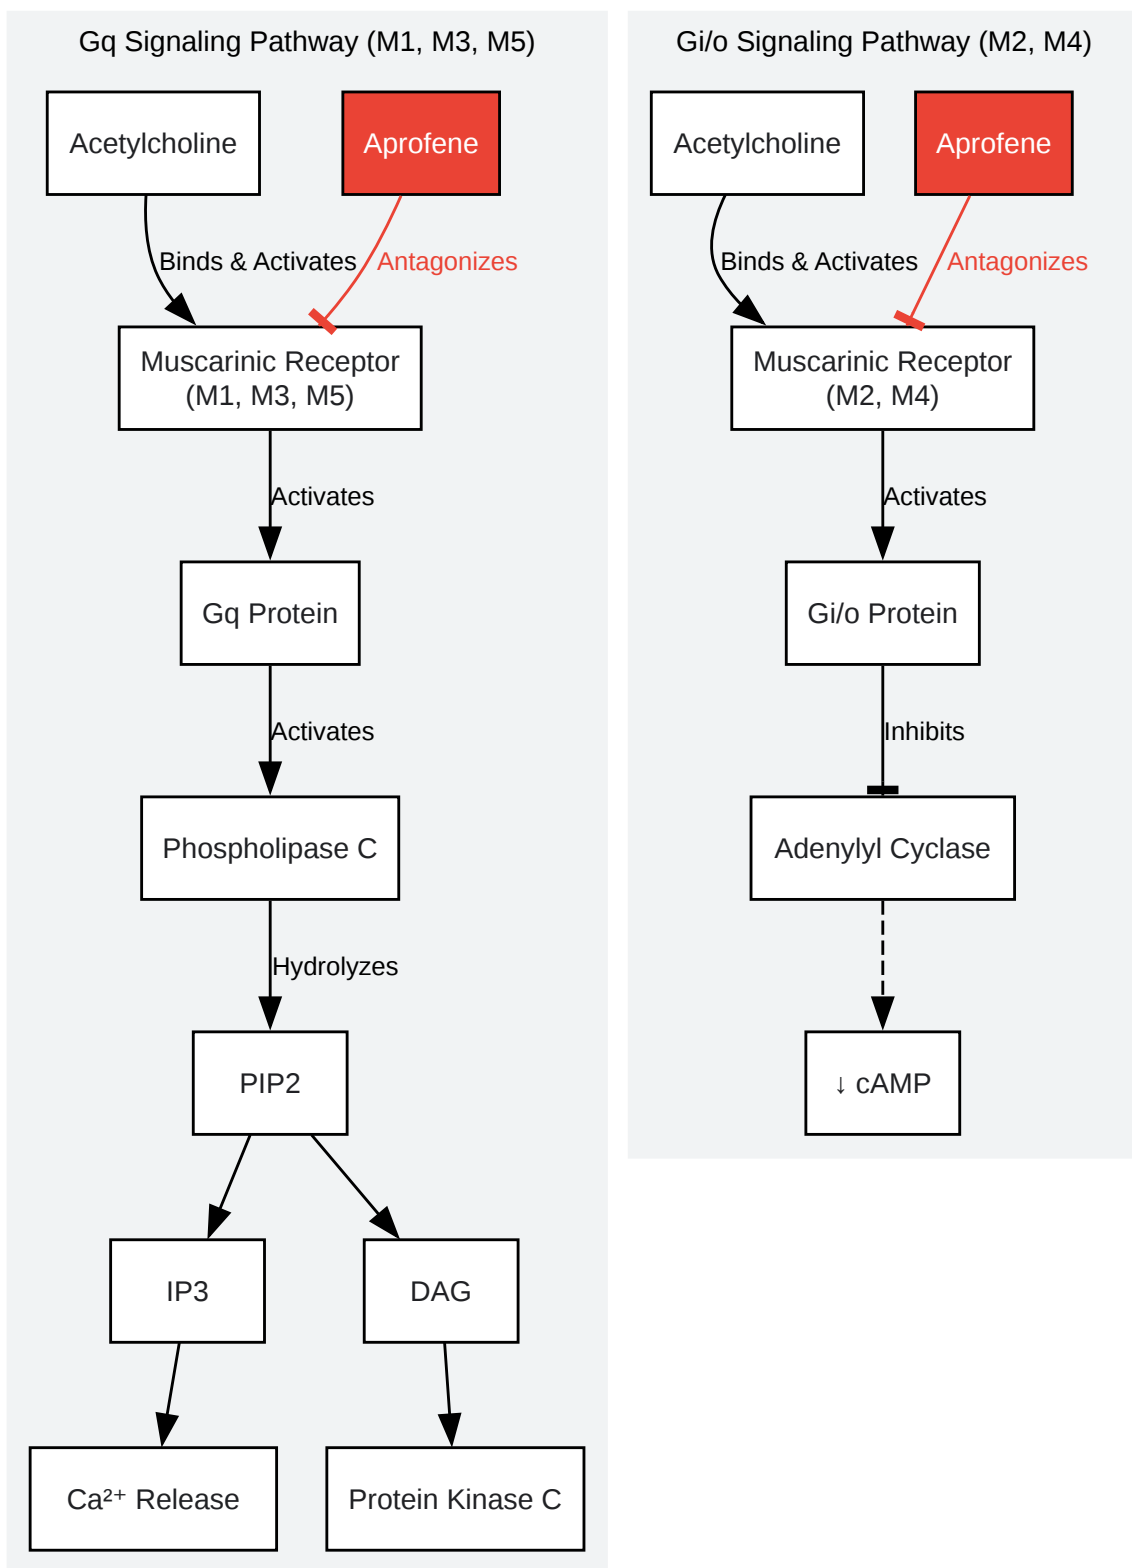 Gq Signaling Pathway (M1, M3, M5)
Acetylcholine
Aprofene
Binds & Activates
Antagonizes
Muscarinic Receptor
(M1, M3, M5)
Activates
Gq Protein
Activates
Phospholipase C
Hydrolyzes
PIP2
IP3
DAG
Ca²⁺ Release
Protein Kinase C
Gi/o Signaling Pathway (M2, M4)
Acetylcholine
Aprofene
Binds & Activates
Antagonizes
Muscarinic Receptor
(M2, M4)
Activates
Gi/o Protein
Inhibits
Adenylyl Cyclase
↓ cAMP